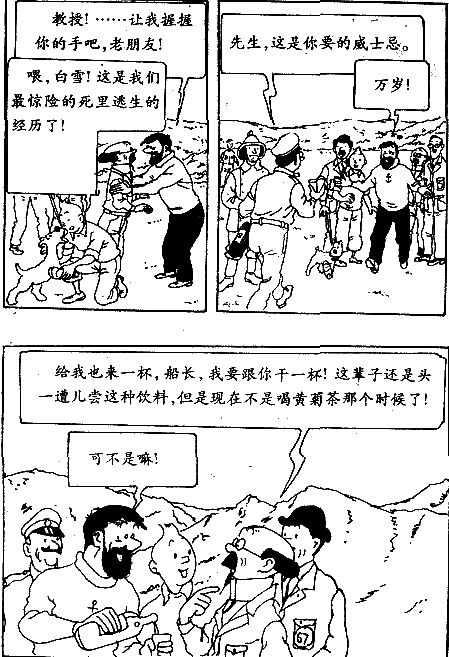 教授！……让我握握
你的手吧，老朋友！
喂，白雪！这是我们
最惊险的死里逃生的
经历了！
先生，这是你要的威士忌。
万岁！
给我也来一杯，船长，我要跟你干一杯！这辈子还是头
一遭儿尝这种饮料，但是现在不是喝黄菊茶那个时候了！
可不是嘛！
67